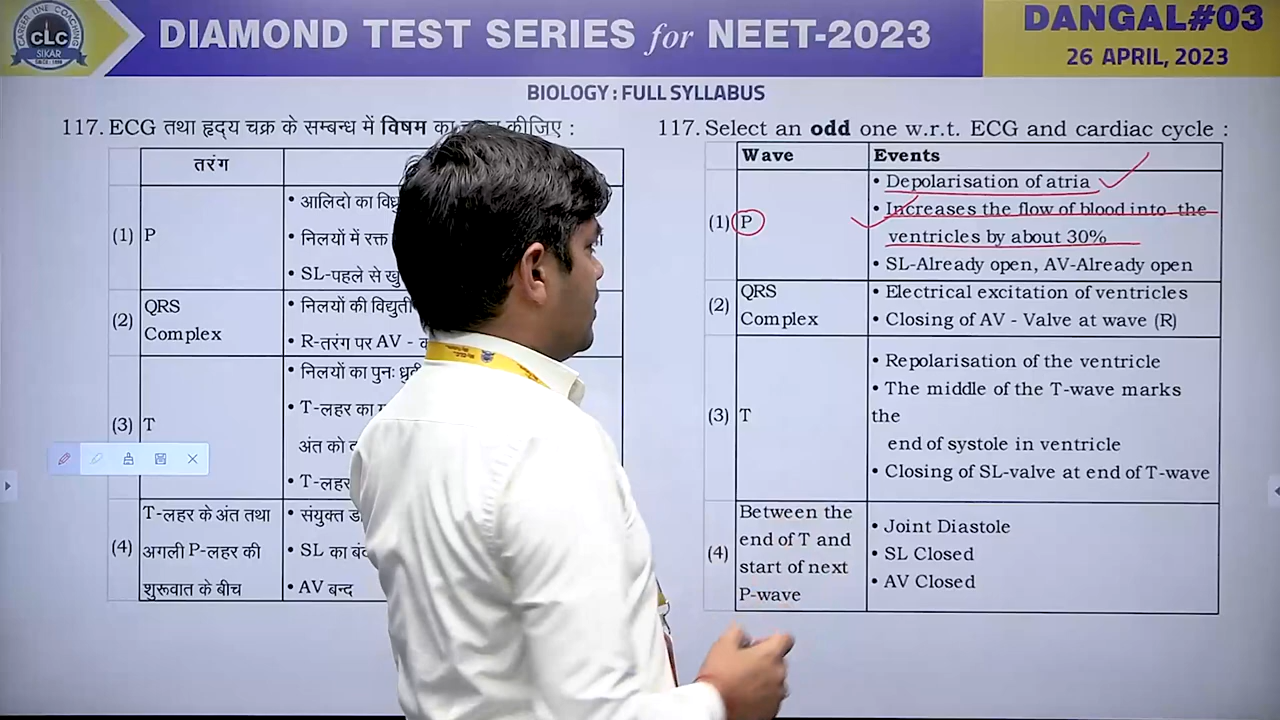 CAREER LINE COACHING
CLC
SIKAR
DIAMOND TEST SERIES for NEET-2023
DANGAL#03
26 APRIL, 2023
BIOLOGY : FULL SYLLABUS
117. ECG तथा हृदय चक्र के सम्बन्ध में विषम का कीजिए :
तरंग
(1) P
• आलिदो का
• निलयों में रक्त
• SL-पहले से
(2) QRS
Complex
• निलयों की
• R-तरंग पर AV -
(3) T
• निलयों का पुनः
• T-लहर का
अंत को
• T-लहर
(4) T-लहर के अंत तथा
अगली P-लहर की
शुरूवात के बीच
• संयुक्त
• SL का
• AV बन्द
117. Select an odd one w.r.t. ECG and cardiac cycle :
Wave Events
(1) P
• Depolarisation of atria
• Increases the flow of blood into the
ventricles by about 30%
• SL-Already open, AV-Already open
(2) QRS
Complex
• Electrical excitation of ventricles
• Closing of AV - Valve at wave (R)
(3) T
• Repolarisation of the ventricle
• The middle of the T-wave marks
the
end of systole in ventricle
• Closing of SL-valve at end of T-wave
(4) Between the
end of T and
start of next
P-wave
• Joint Diastole
• SL Closed
• AV Closed